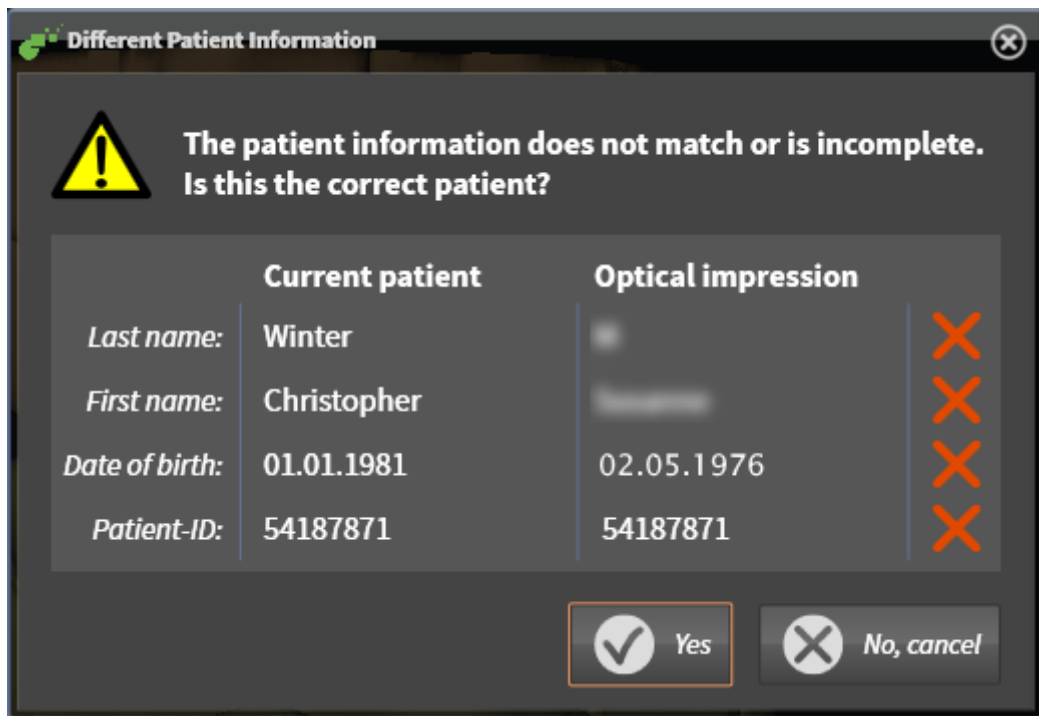 Different Patient Information
The patient information does not match or is incomplete.
Is this the correct patient?
Current patient Optical impression
Last name: Winter
First name: Christopher
Date of birth: 01.01.1981 02.05.1976
Patient-ID: 54187871 54187871
Yes No, cancel